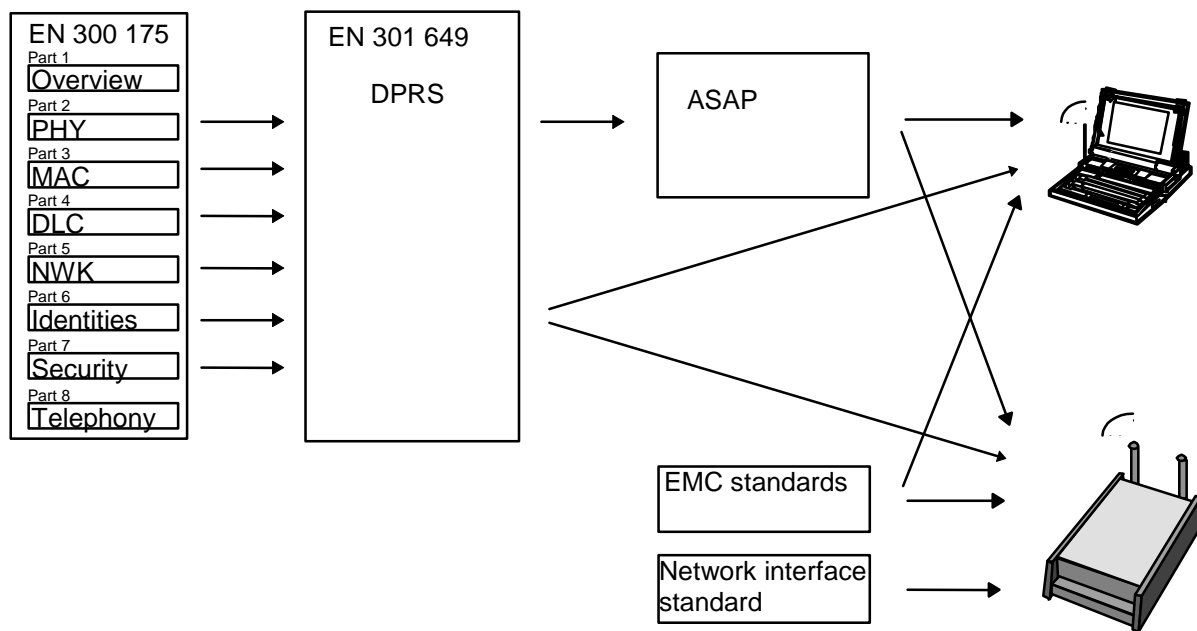 EN 300 175
Part 1
Overview
Part 2
PHY
Part 3
MAC
Part 4
DLC
Part 5
NWK
Part 6
Identities
Part 7
Security
Part 8
Telephony
EN 301 649
DPRS
ASAP
EMC standards
Network interface
standard